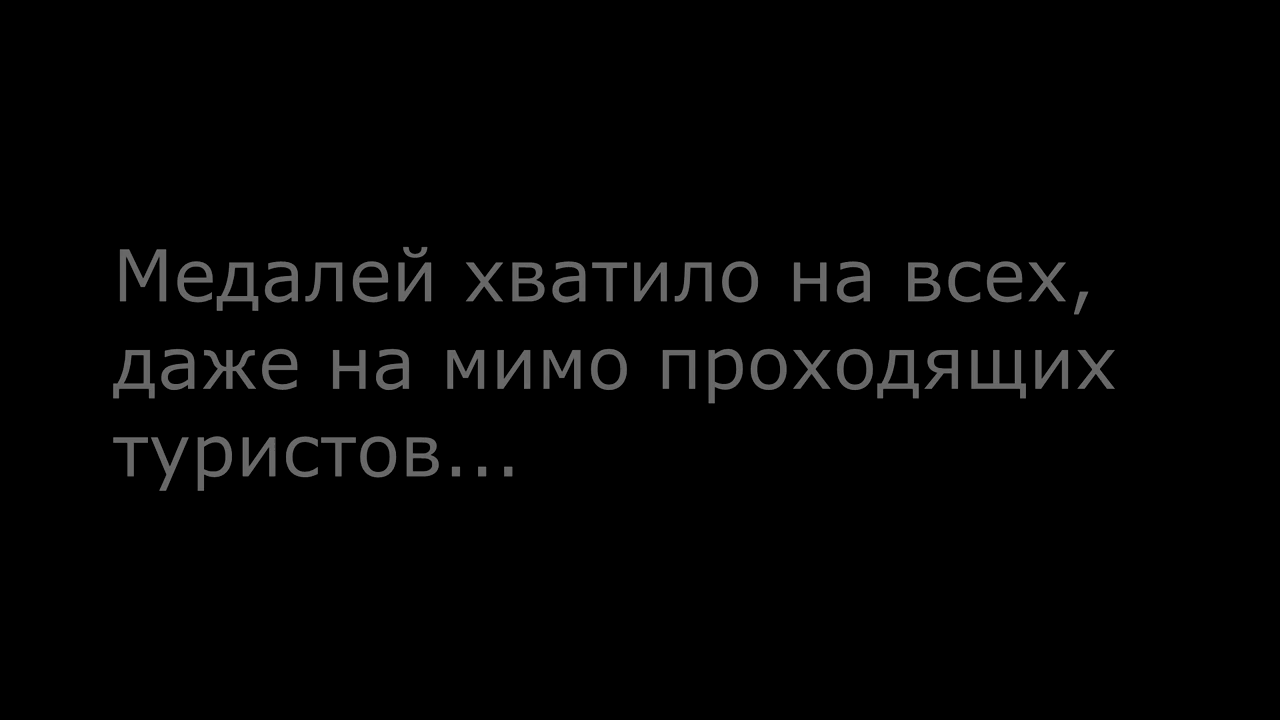 Медалей хватило на всех,
даже на мимо проходящих
туристов...